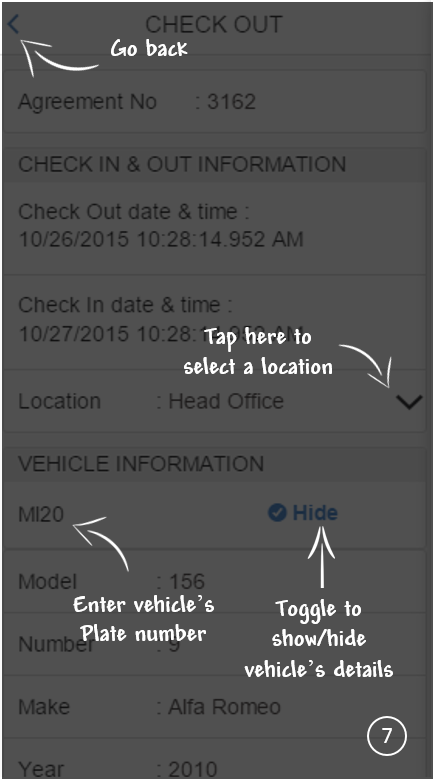 CHECK OUT
Go back
Agreement No : 3162
CHECK IN & OUT INFORMATION
Check Out date & time :
10/26/2015 10:28:14.952 AM
Check In date & time :
10/27/2015 10:28:14.952 AM
Tap here to
select a location
Location : Head Office
VEHICLE INFORMATION
MI20 Hide
Model : 156
Enter vehicle's
Plate number
Toggle to
show/hide
vehicle's details
Number : 9
Make : Alfa Romeo
7
Year : 2010